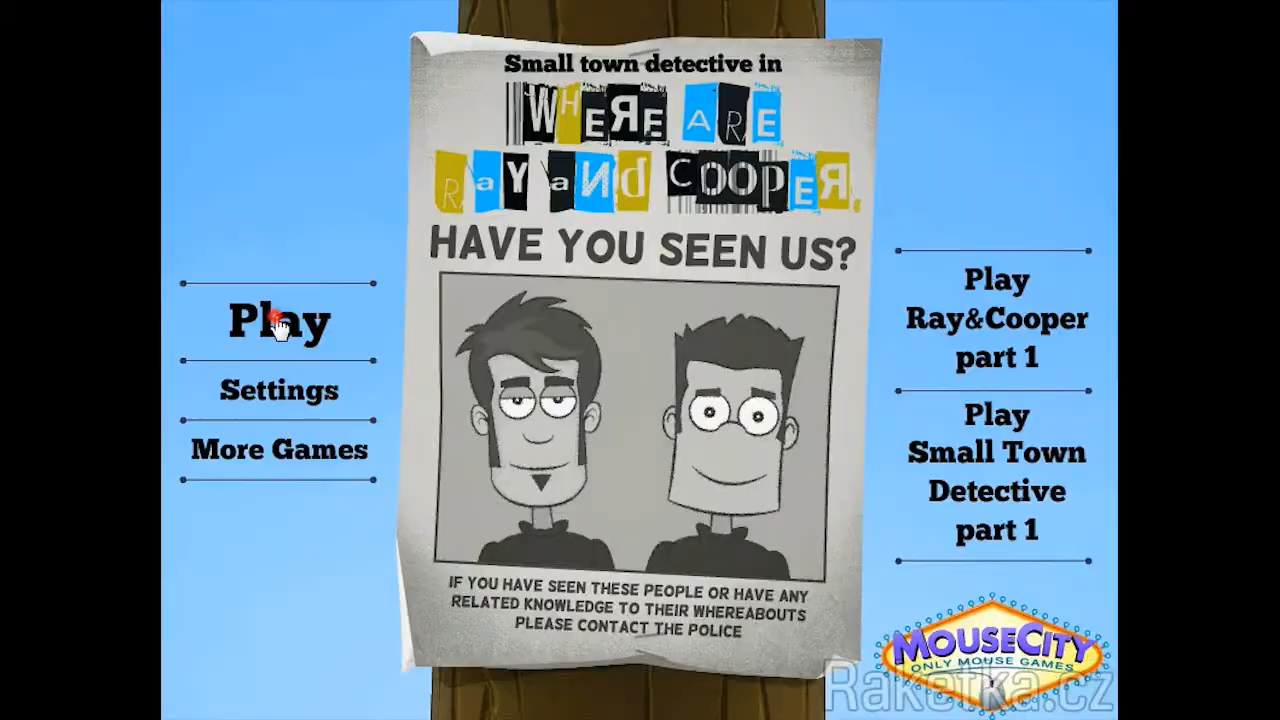 Small town detective in
WHERE ARE
RAY AND COOPER.
HAVE YOU SEEN US?
IF YOU HAVE SEEN THESE PEOPLE OR HAVE ANY
RELATED KNOWLEDGE TO THEIR WHEREABOUTS
PLEASE CONTACT THE POLICE
Play
Settings
More Games
Play
Ray&Cooper
part 1
Play
Small Town
Detective
part 1
MOUSECITY
ONLY MOUSE GAMES
Raketka.cz